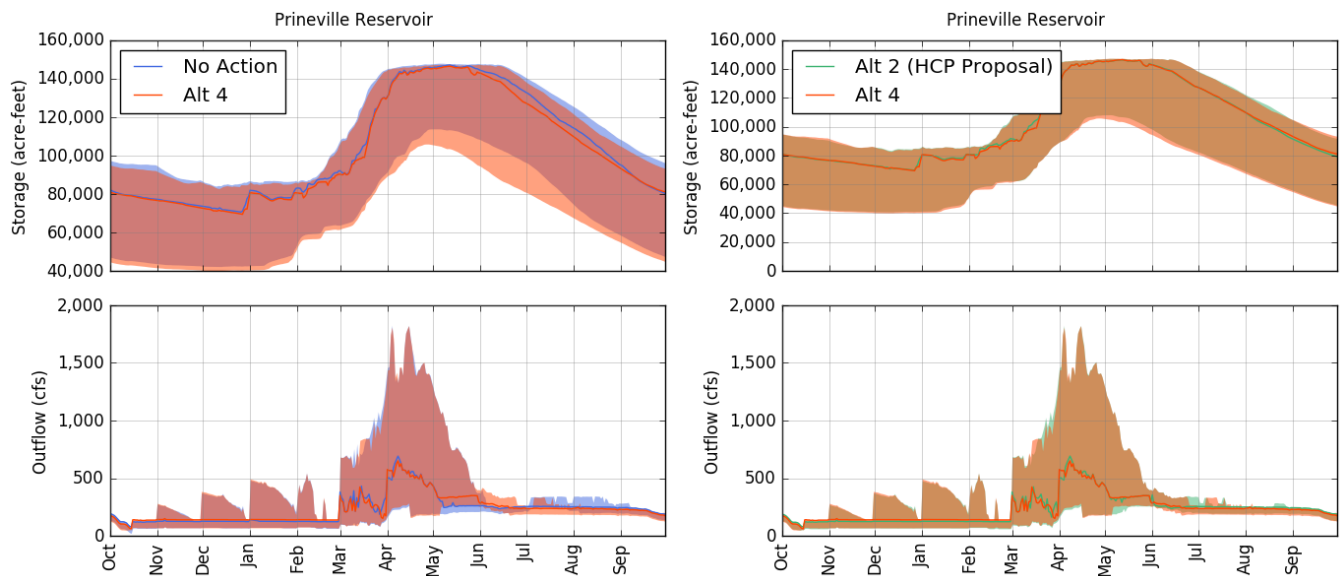 Prineville Reservoir
160,000
140,000
120,000
100,000
80,000
60,000
40,000
Storage (acre-feet)
No Action
Alt 4
Prineville Reservoir
160,000
140,000
120,000
100,000
80,000
60,000
40,000
20,000
0
Storage (acre-feet)
Alt 2 (HCP Proposal)
Alt 4
2,000
1,500
1,000
500
0
Outflow (cfs)
Oct
Nov
Dec
Jan
Feb
Mar
Apr
May
Jun
Jul
Aug
Sep
2,000
1,500
1,000
500
0
Outflow (cfs)
Oct
Nov
Dec
Jan
Feb
Mar
Apr
May
Jun
Jul
Aug
Sep